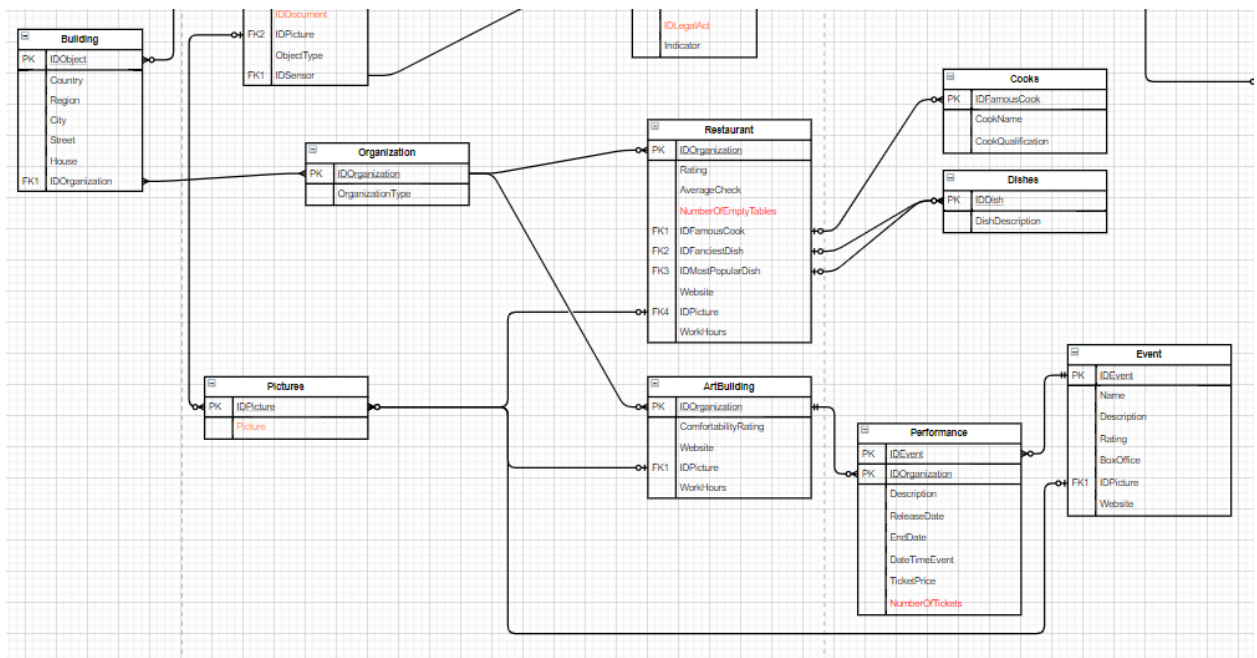 Building
PK IDObject
Country
Region
City
Street
House
FK1 IDOrganization
IDDocument
FK2 IDPicture
ObjectType
FK1 IDSensor
IDLegalAct
Indicator
Organization
PK IDOrganization
OrganizationType
Restaurant
PK IDOrganization
Rating
AverageCheck
NumberOfEmptyTables
FK1 IDFamousCook
FK2 IDFanciestDish
FK3 IDMostPopularDish
Website
FK4 IDPicture
WorkHours
Cooks
PK IDFamousCook
CookName
CookQualification
Dishes
PK IDDish
DishDescription
Pictures
PK IDPicture
Picture
ArtBuilding
PK IDOrganization
ComfortabilityRating
Website
FK1 IDPicture
WorkHours
Performance
PK IDEvent
PK IDOrganization
Description
ReleaseDate
EndDate
DateTimeEvent
TicketPrice
NumberOfTickets
Event
PK IDEvent
Name
Description
Rating
BoxOffice
FK1 IDPicture
Website